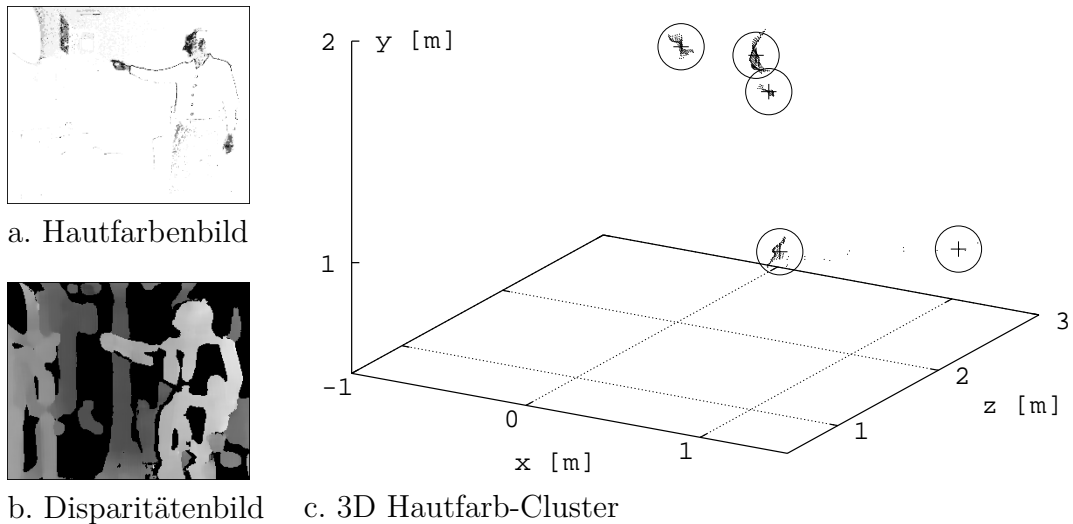 2
y [m]
1
-1
0
1
x [m]
1
2
3
z [m]
a. Hautfarbenbild
b. Disparitätenbild
c. 3D Hautfarb-Cluster